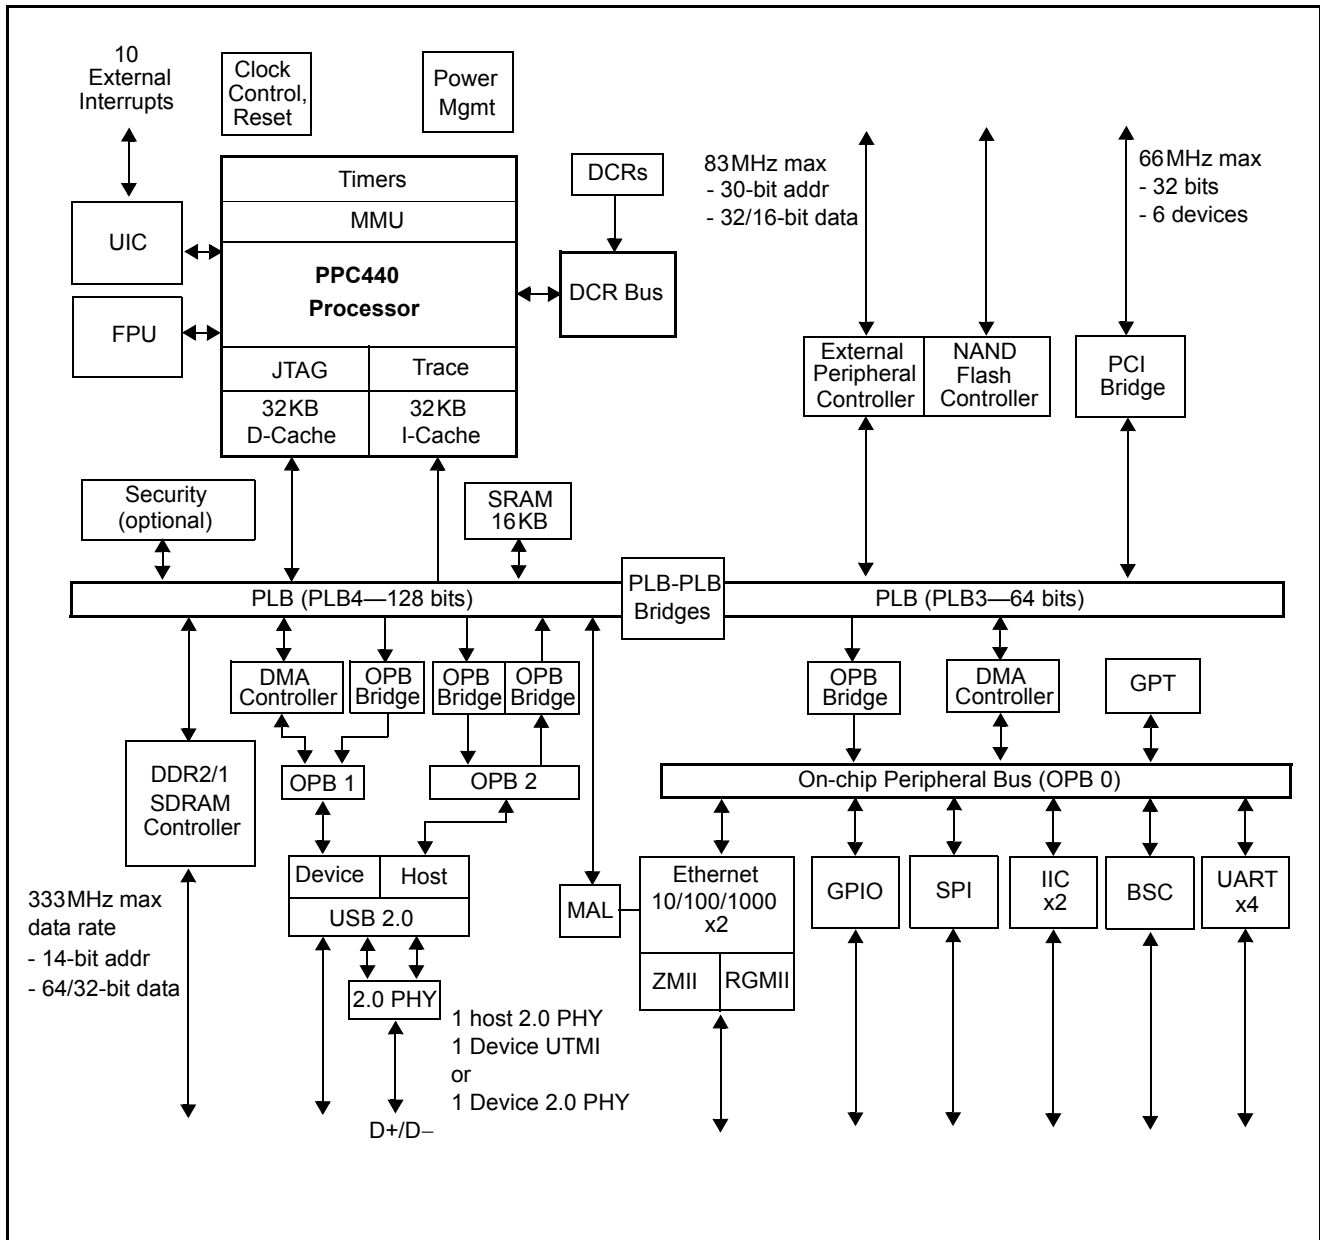 10
External
Interrupts
Clock
Control,
Reset
Power
Mgmt
Timers
MMU
PPC440
Processor
JTAG
Trace
32KB
D-Cache
32KB
I-Cache
UIC
FPU
DCRs
DCR Bus
83MHz max
- 30-bit addr
- 32/16-bit data
66MHz max
- 32 bits
- 6 devices
External
Peripheral
Controller
NAND
Flash
Controller
PCI
Bridge
Security
(optional)
SRAM
16KB
PLB (PLB4—128 bits)
PLB-PLB
Bridges
PLB (PLB3—64 bits)
DMA
Controller
OPB
Bridge
OPB
Bridge
OPB
Bridge
OPB
Bridge
DMA
Controller
GPT
DDR2/1
SDRAM
Controller
OPB 1
OPB 2
On-chip Peripheral Bus (OPB 0)
Device
Host
USB 2.0
MAL
Ethernet
10/100/1000
x2
ZMII
RGMII
GPIO
SPI
IIC
x2
BSC
UART
x4
333MHz max
data rate
- 14-bit addr
- 64/32-bit data
2.0 PHY
1 host 2.0 PHY
1 Device UTMI
or
1 Device 2.0 PHY
D+/D–